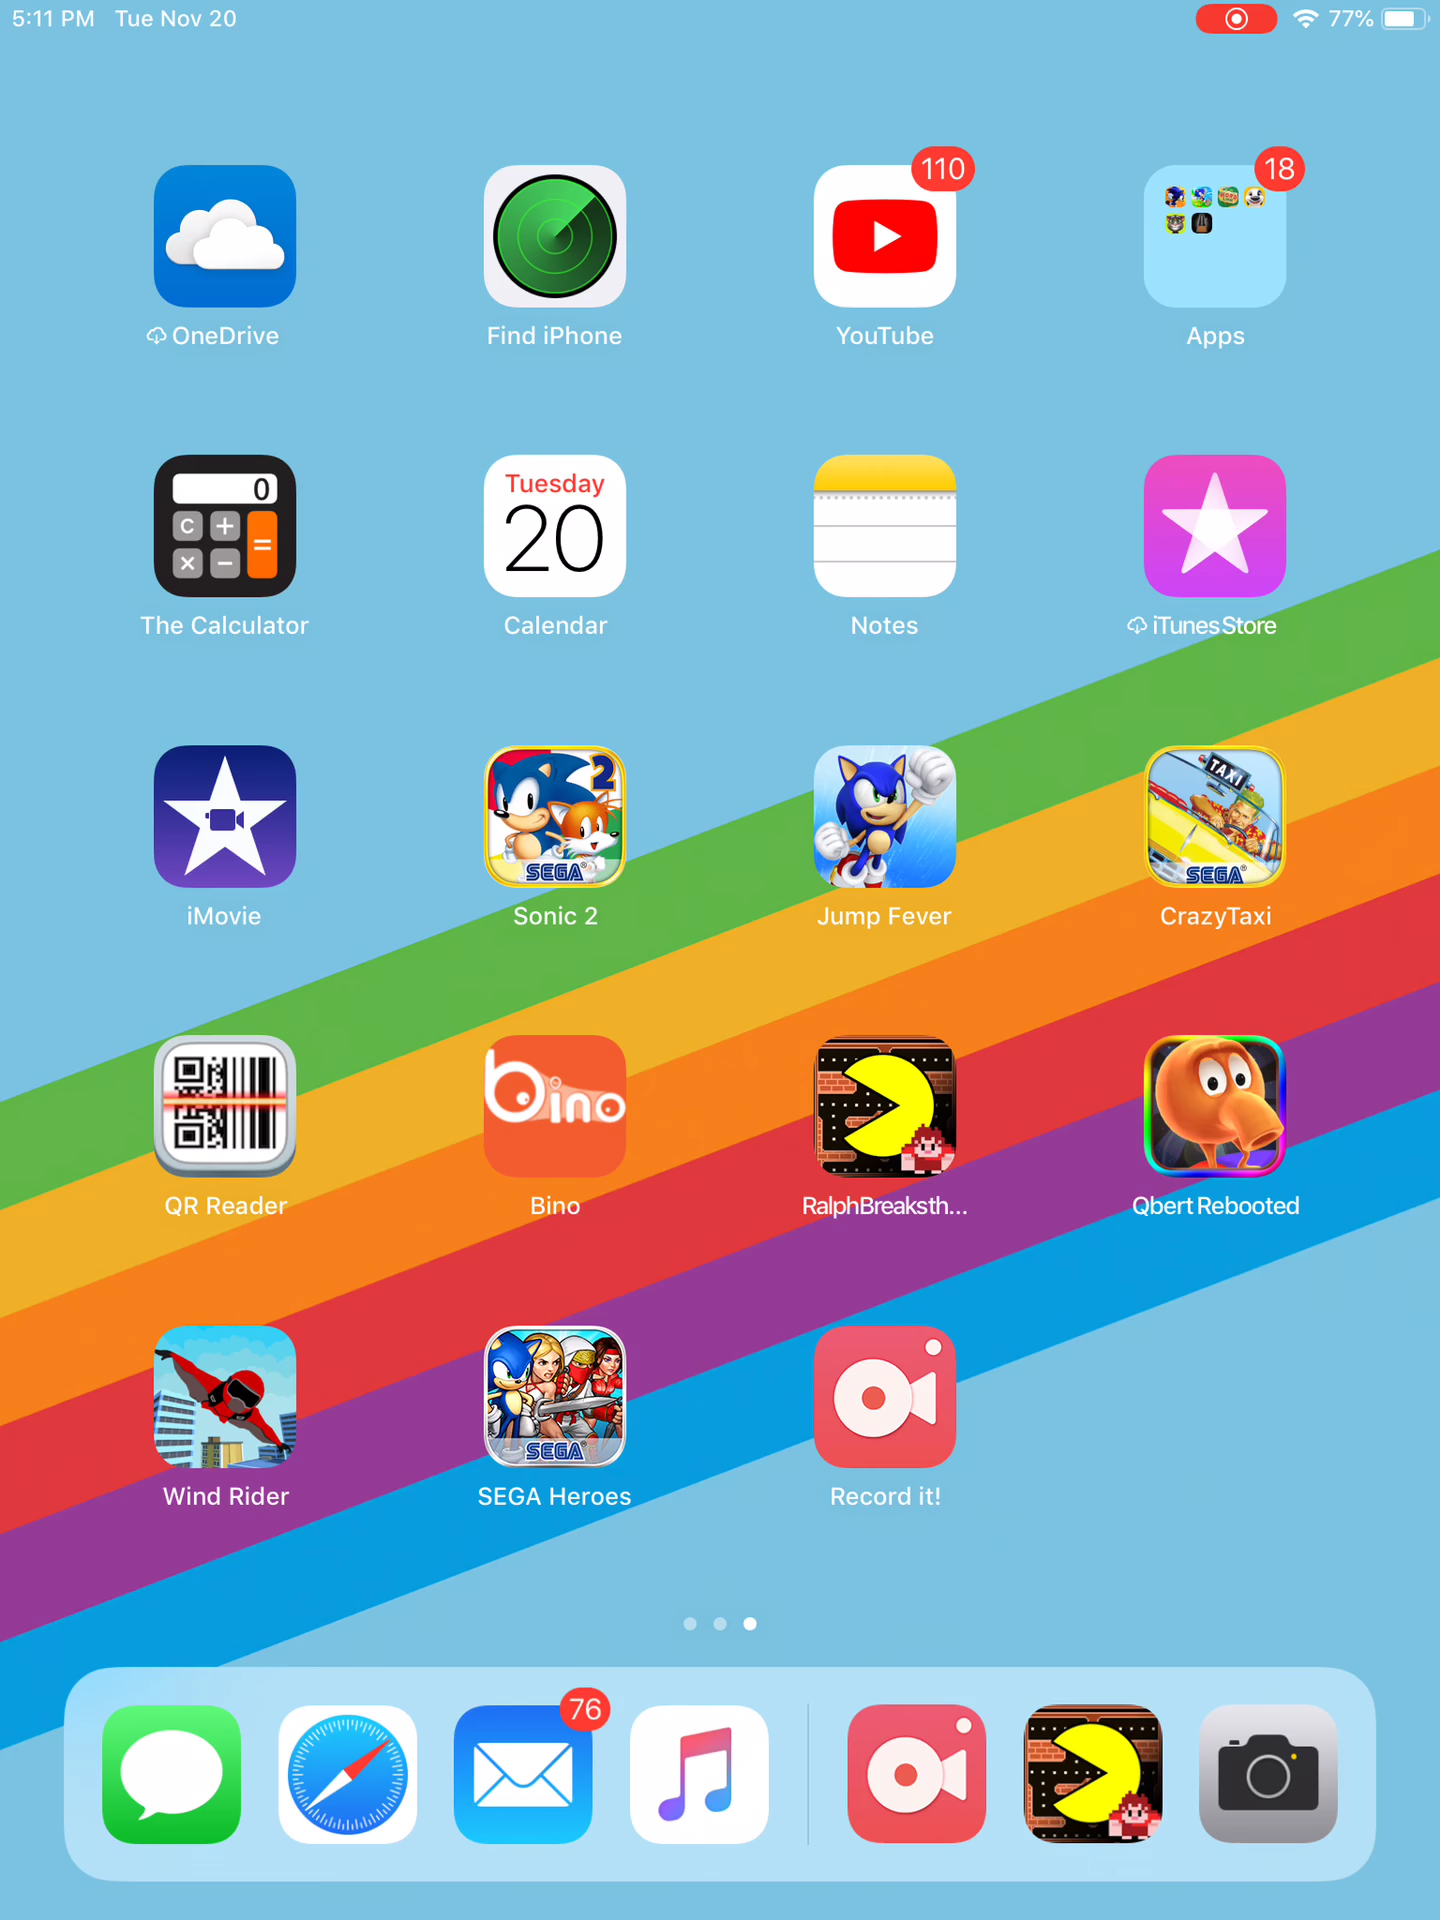 5:11 PM Tue Nov 20 77%
110
18
OneDrive
Find iPhone
YouTube
Apps
0
C + = × −
Tuesday
20
The Calculator
Calendar
Notes
iTunes Store
2
SEGA
TAXI
SEGA
iMovie
Sonic 2
Jump Fever
CrazyTaxi
bino
QR Reader
Bino
RalphBreaksth...
Qbert Rebooted
SEGA
Wind Rider
SEGA Heroes
Record it!
76